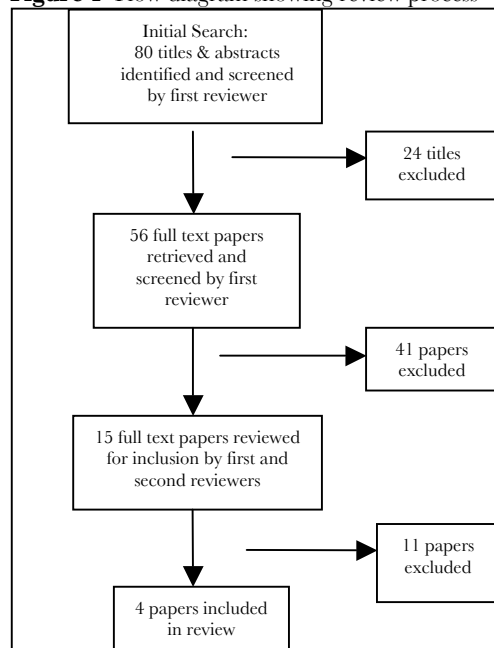 Figure 1 Flow diagram showing review process
Initial Search:
80 titles & abstracts
identified and screened
by first reviewer
24 titles
excluded
56 full text papers
retrieved and
screened by first
reviewer
41 papers
excluded
15 full text papers reviewed
for inclusion by first and
second reviewers
11 papers
excluded
4 papers included
in review